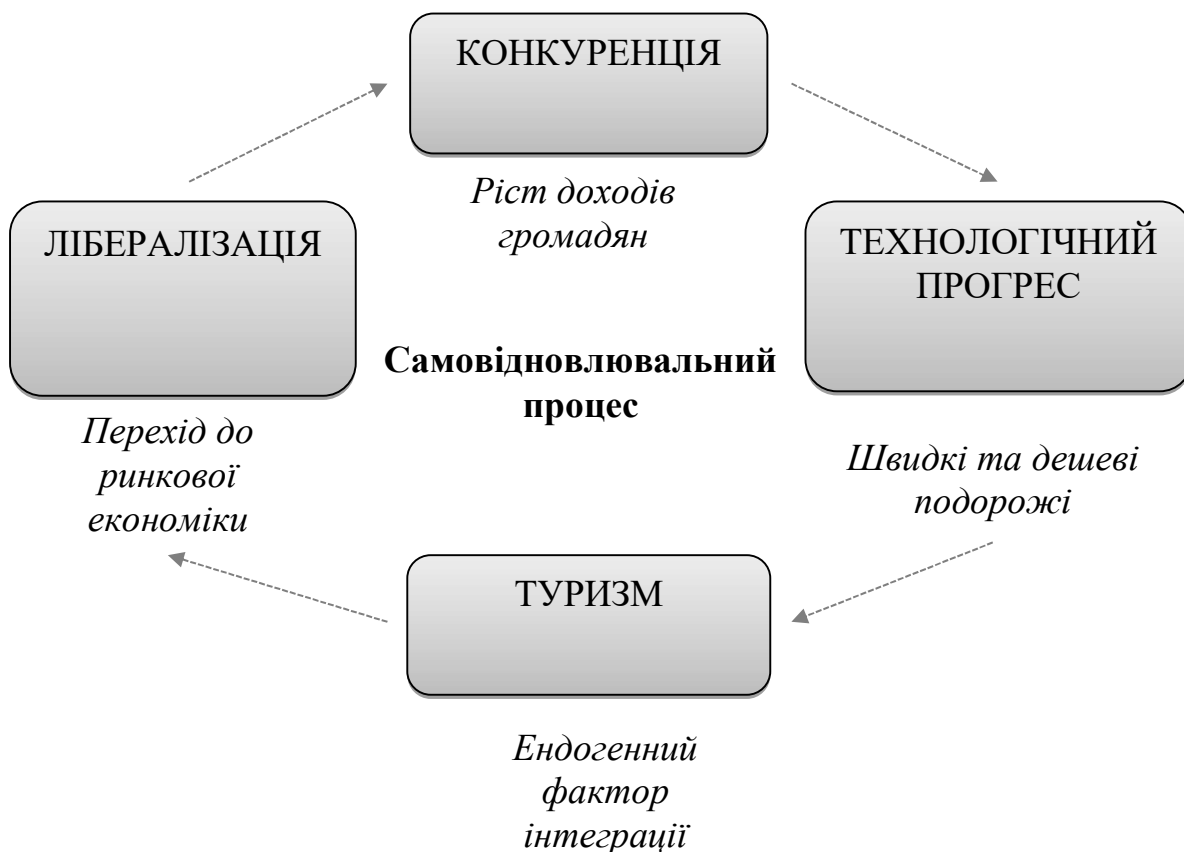 КОНКУРЕНЦІЯ
Ріст доходів
громадян
ЛІБЕРАЛІЗАЦІЯ
ТЕХНОЛОГІЧНИЙ
ПРОГРЕС
Самовідновлювальний
процес
Перехід до
ринкової
економіки
Швидкі та дешеві
подорожі
ТУРИЗМ
Ендогенний
фактор
інтеграції